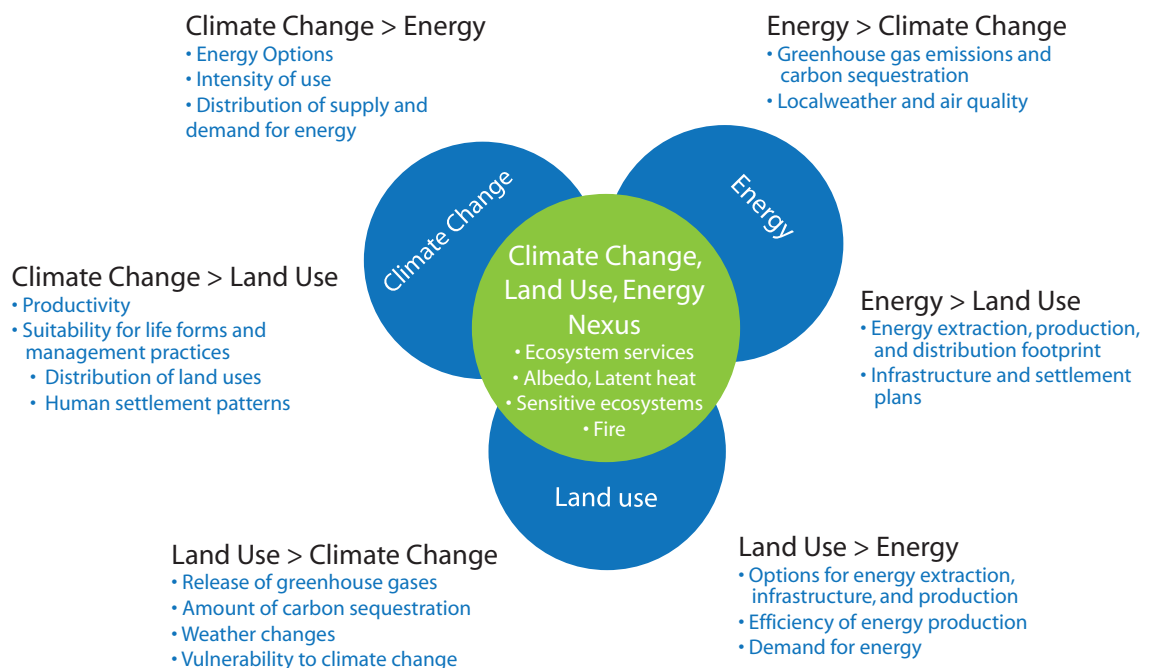 Climate Change > Energy
• Energy Options
• Intensity of use
• Distribution of supply and
demand for energy
Energy > Climate Change
• Greenhouse gas emissions and
carbon sequestration
• Localweather and air quality
Climate Change
Energy
Climate Change,
Land Use, Energy
Nexus
• Ecosystem services
• Albedo, Latent heat
• Sensitive ecosystems
• Fire
Land use
Climate Change > Land Use
• Productivity
• Suitability for life forms and
management practices
• Distribution of land uses
• Human settlement patterns
Energy > Land Use
• Energy extraction, production,
and distribution footprint
• Infrastructure and settlement
plans
Land Use > Climate Change
• Release of greenhouse gases
• Amount of carbon sequestration
• Weather changes
• Vulnerability to climate change
Land Use > Energy
• Options for energy extraction,
infrastructure, and production
• Efficiency of energy production
• Demand for energy